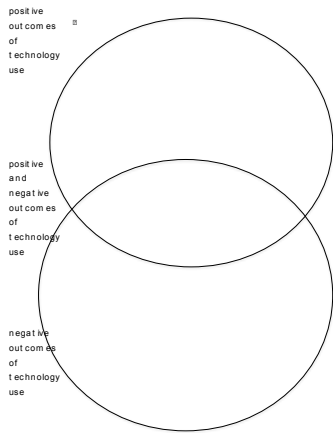 positive
outcomes
of
technology
use
positive
and
negative
outcomes
of
technology
use
negative
outcomes
of
technology
use